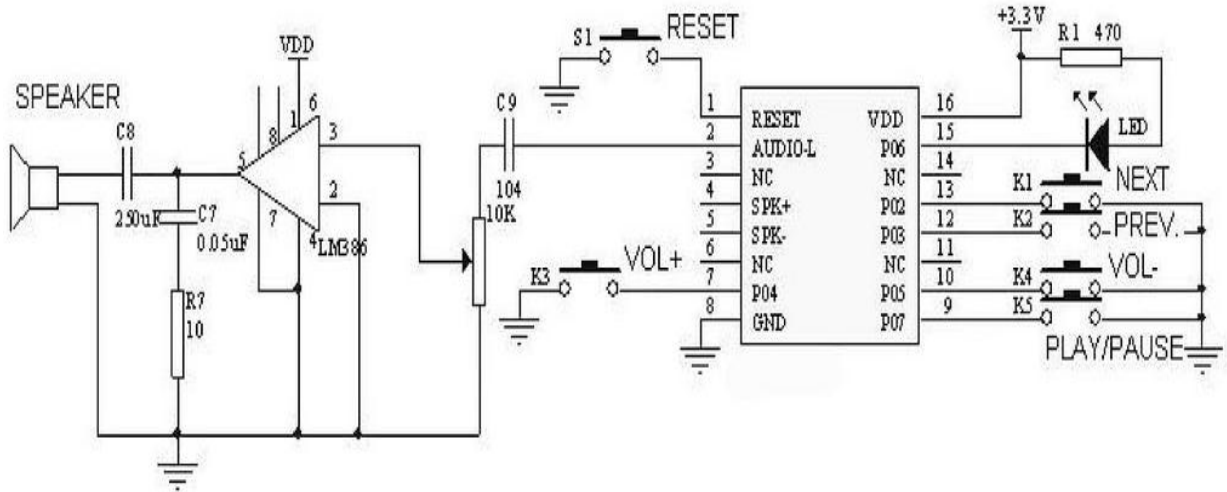 +3.3V
R1 470
S1
RESET
VDD
SPEAKER
6
1
8
3
C9
C8
5
1
RESET
VDD
16
2
AUDIO-L
P06
15
LED
3
NC
NC
14
2
104
10K
4
SPK+
P02
13
K1
NEXT
250uF
C7
0.05uF
7
4
LM386
5
SPK-
P03
12
K2
PREV.
6
NC
NC
11
K3
VOL+
7
P04
P05
10
K4
VOL-
R7
10
8
GND
P07
9
K5
PLAY/PAUSE